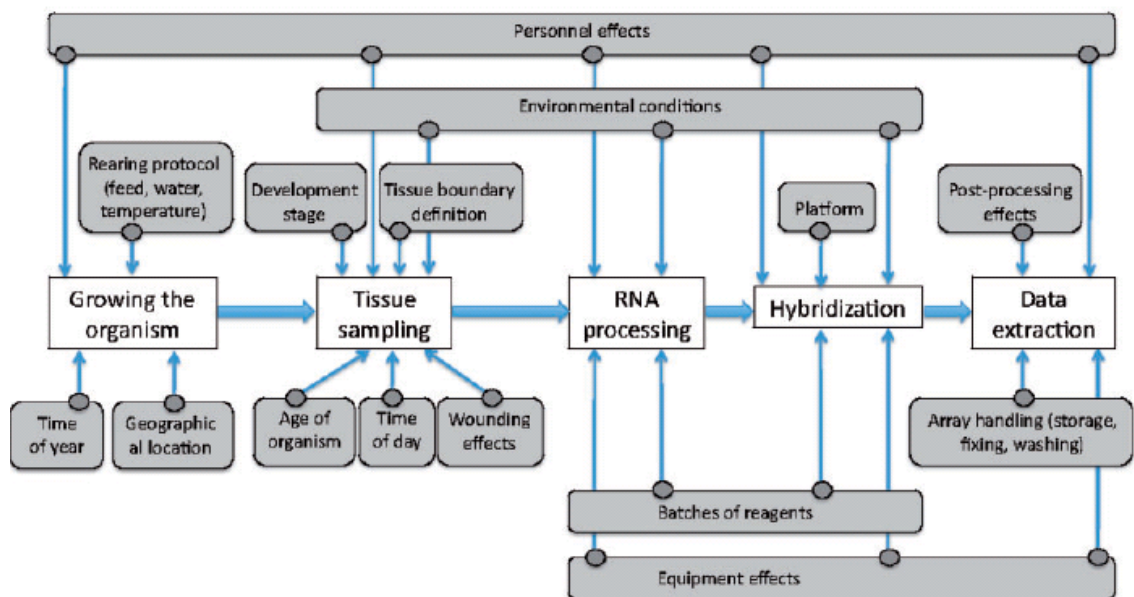 Personnel effects
Environmental conditions
Rearing protocol
(feed, water,
temperature)
Development
stage
Tissue boundary
definition
Platform
Post-processing
effects
Growing the
organism
Tissue
sampling
RNA
processing
Hybridization
Data
extraction
Time
of year
Geographic
al location
Age of
organism
Time
of day
Wounding
effects
Array handling (storage,
fixing, washing)
Batches of reagents
Equipment effects